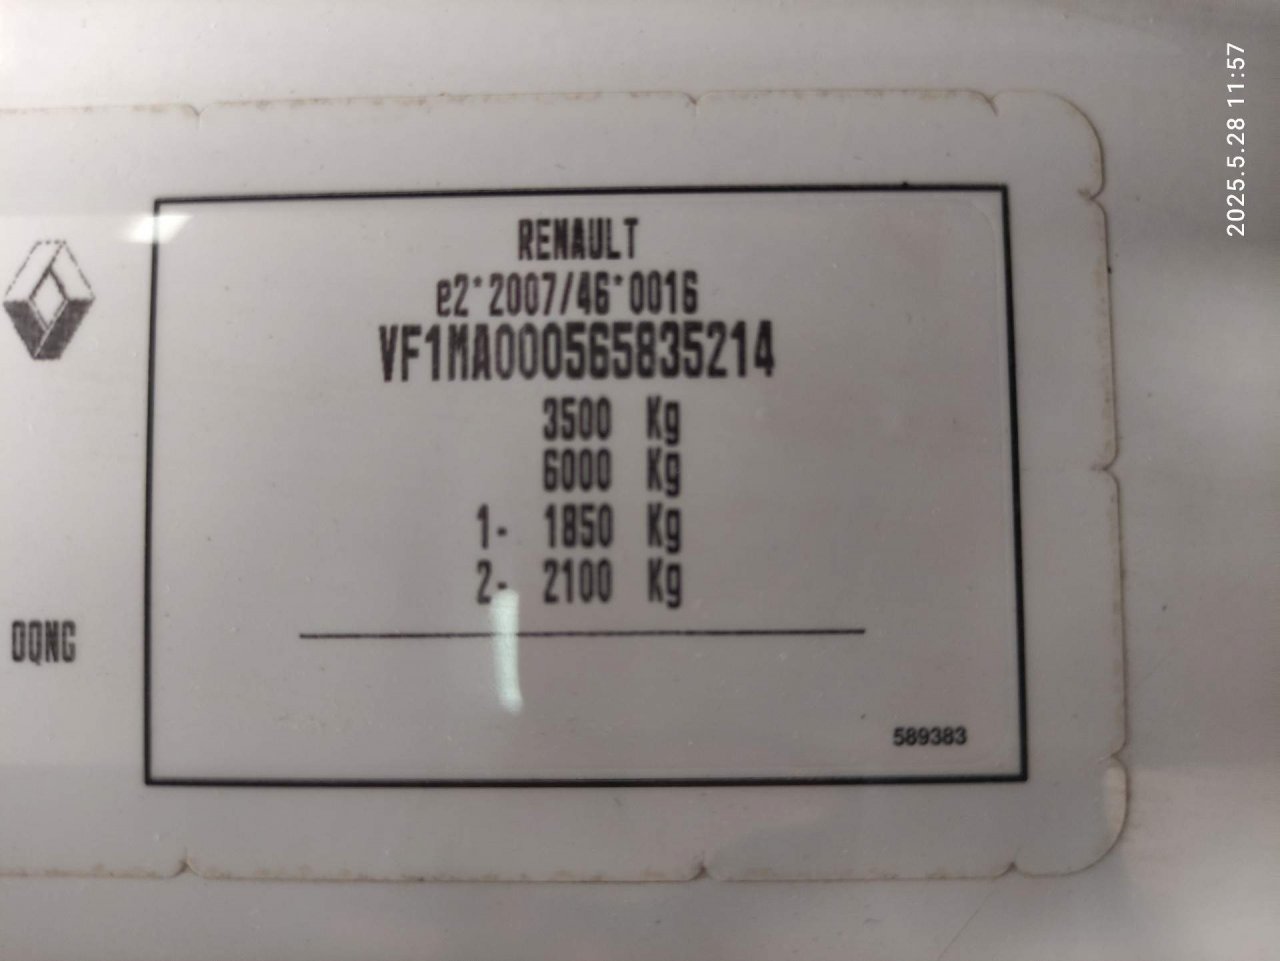 RENAULT
e2*2007/46*0016
VF1MA000565835214
3500 Kg
6000 Kg
1- 1850 Kg
2- 2100 Kg
OQNG
589383
2025.5.28 11:57